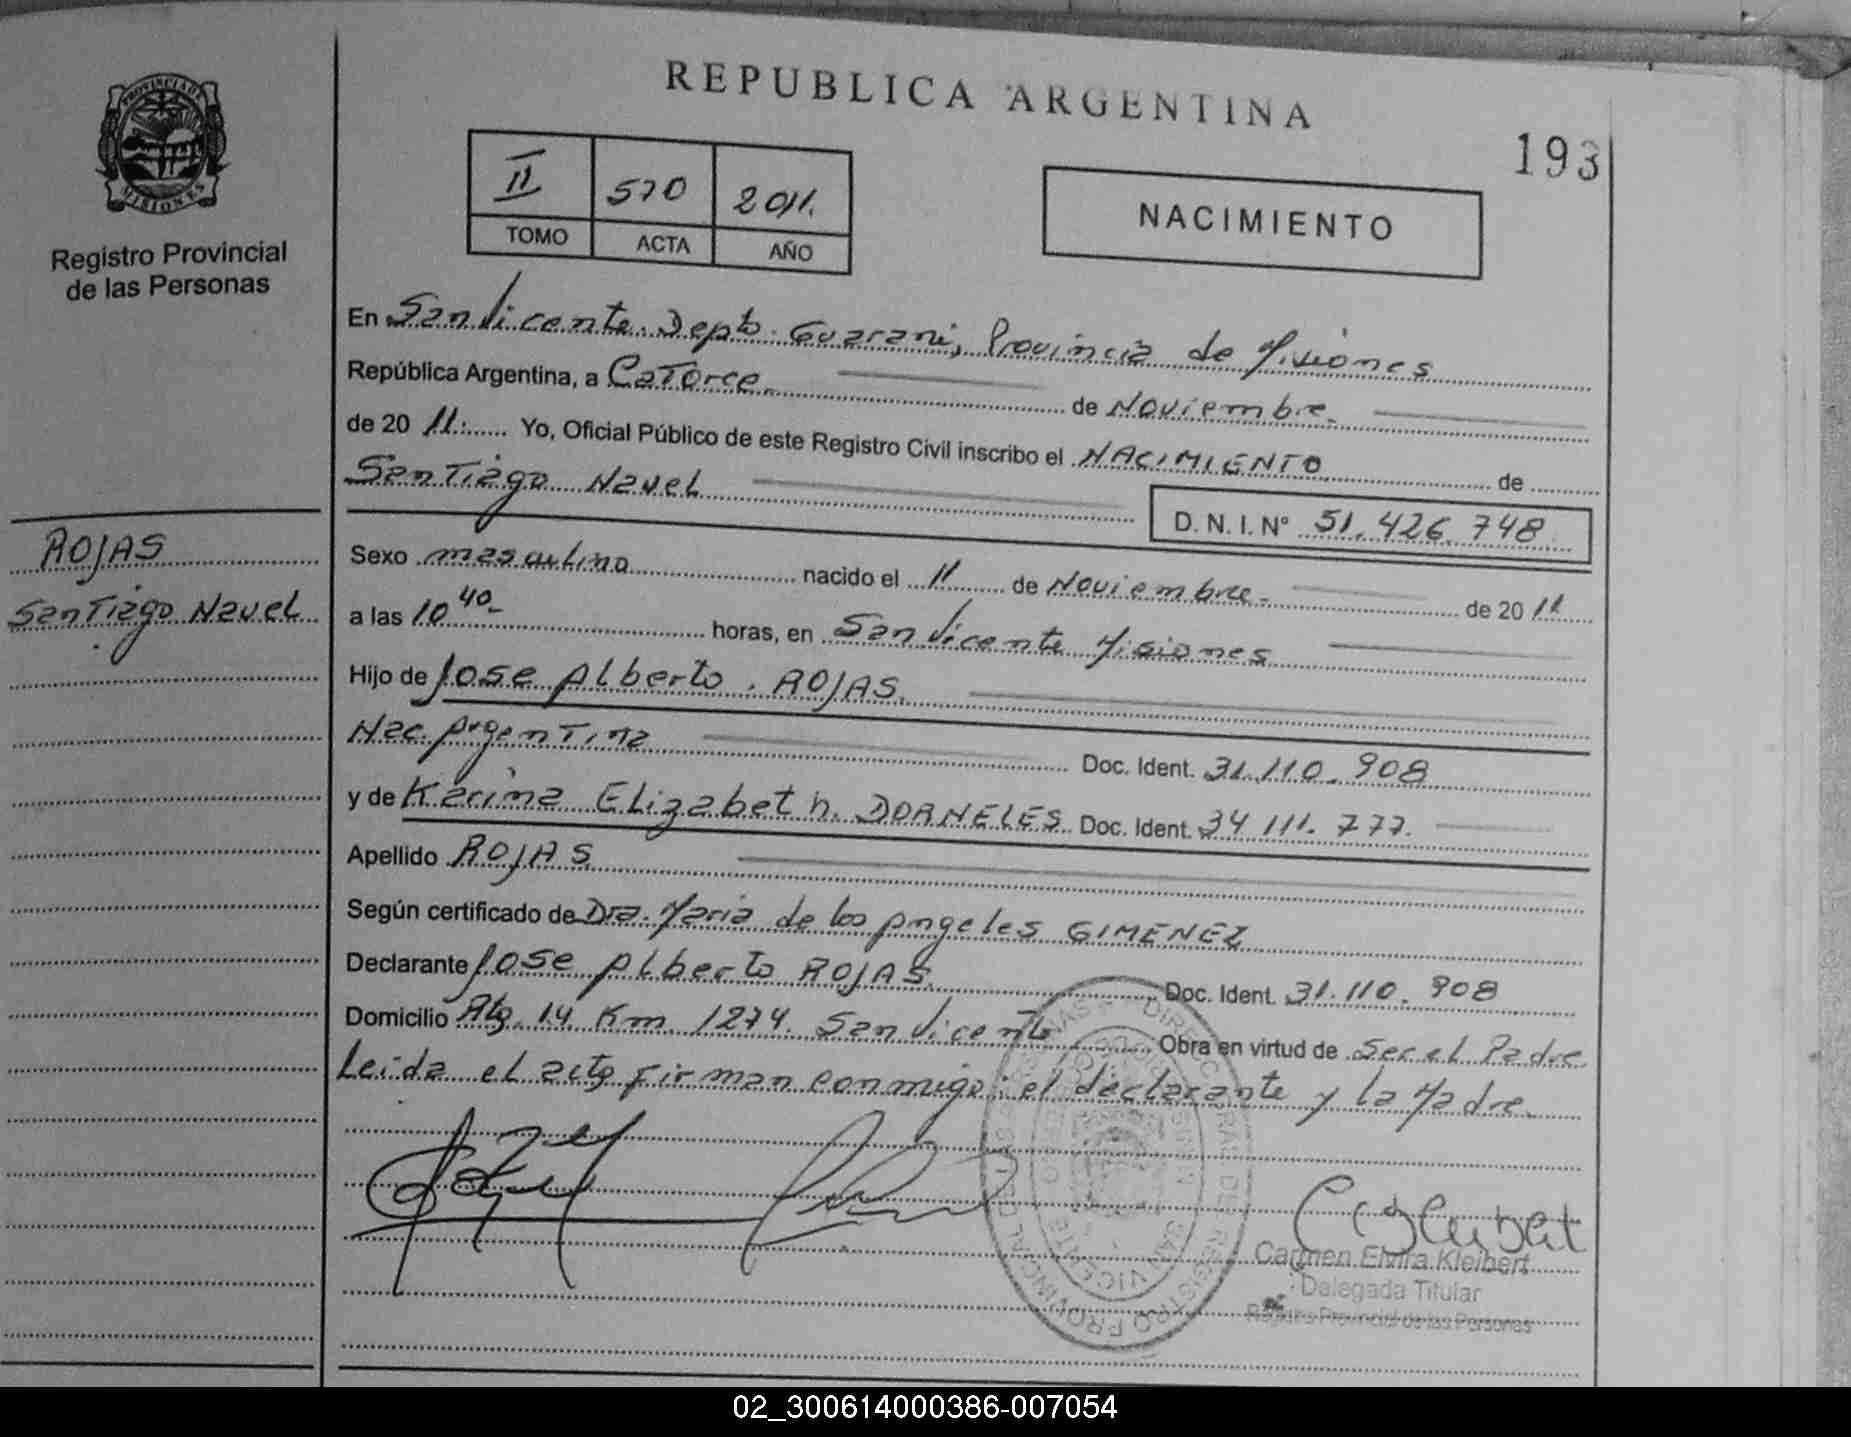 REPUBLICA ARGENTINA
193
PROVINCIA DE
MISIONES
Registro Provincial
de las Personas
II 570 2011.
TOMO ACTA AÑO
NACIMIENTO
En San Vicente. Depto. Guarani, Provincia de Misiones
República Argentina, a CaTorce. de Noviembre.
de 20 11. Yo, Oficial Público de este Registro Civil inscribo el NACIMIENTO de
SanTiago Nauel
D. N. I. Nº 51.426.748
ROJAS
SanTiago Nauel
Sexo masculino nacido el 11 de Noviembre. de 20 11
a las 10 40 horas, en San Vicente Misiones
Hijo de Jose Alberto. ROJAS.
Nac. ArgenTina Doc. Ident. 31.110.908
y de Karina Elizabeth. DORNELES Doc. Ident. 34 111.777.
Apellido ROJAS
Según certificado de Dra. Maria de los Angeles GIMENEZ
Declarante Jose Alberto ROJAS. Doc. Ident. 31.110.908
Domicilio Rta. 14 Km 1274. San Vicente Obra en virtud de Ser el Padre
Leida el acta firman conmigo: el declarante y la Madre.
Carmen Elvira Kleibert
Delegada Titular
Registro Provincial de las Personas
02_300614000386-007054